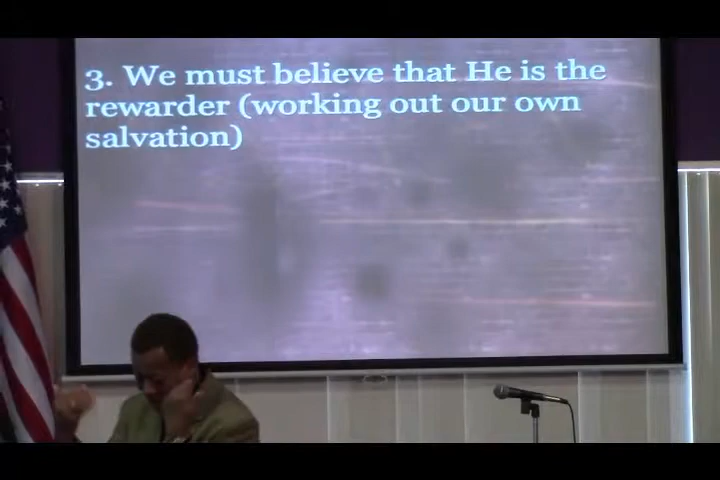 3. We must believe that He is the
rewarder (working out our own
salvation)